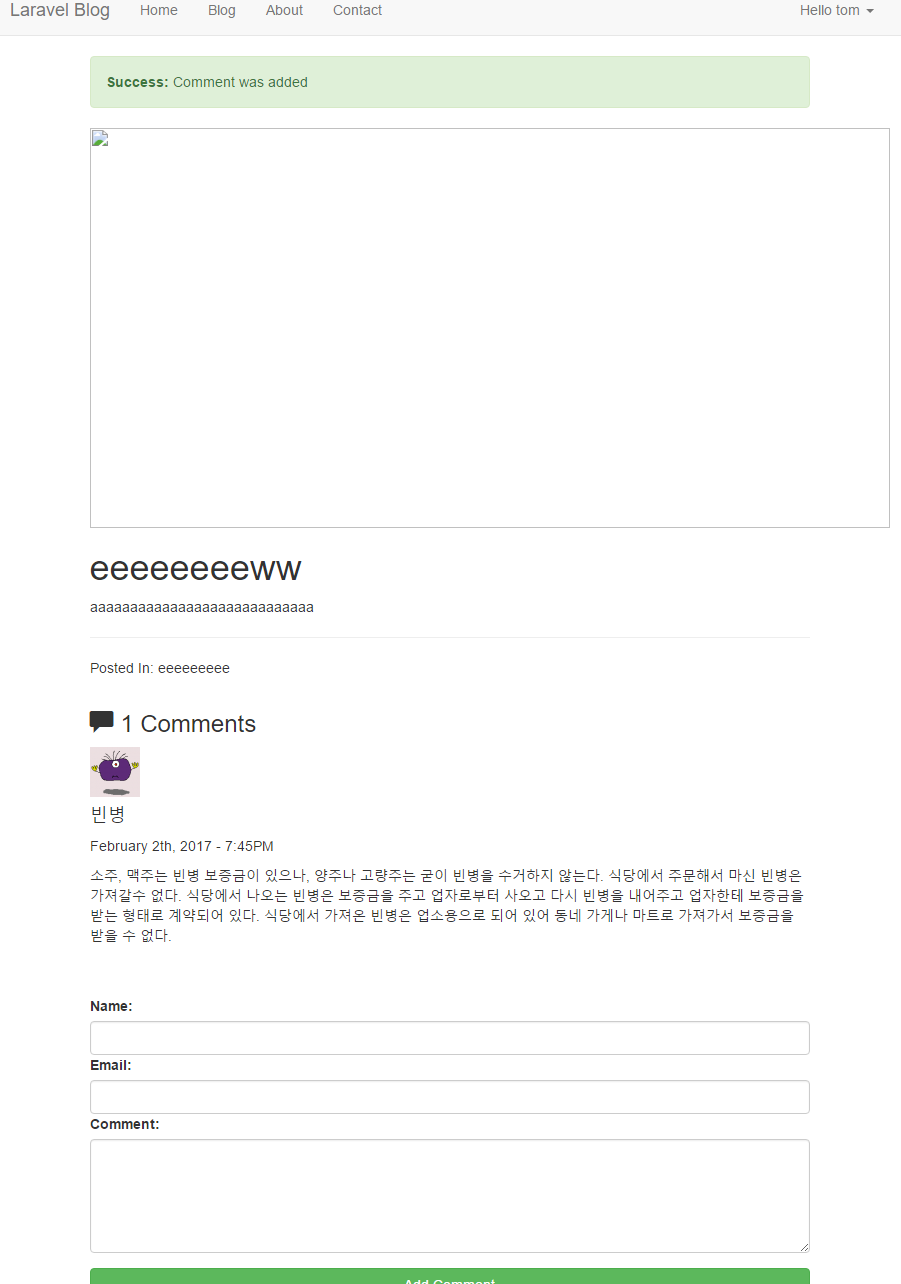 Laravel Blog Home Blog About Contact Hello tom
Success: Comment was added
eeeeeeeeww
aaaaaaaaaaaaaaaaaaaaaaaaaaaa
Posted In: eeeeeeeee
1 Comments
빈병
February 2th, 2017 - 7:45PM
소주, 맥주는 빈병 보증금이 있으나, 양주나 고량주는 굳이 빈병을 수거하지 않는다. 식당에서 주문해서 마신 빈병은
가져갈수 없다. 식당에서 나오는 빈병은 보증금을 주고 업자로부터 사오고 다시 빈병을 내어주고 업자한테 보증금을
받는 형태로 계약되어 있다. 식당에서 가져온 빈병은 업소용으로 되어 있어 동네 가게나 마트로 가져가서 보증금을
받을 수 없다.
Name:
Email:
Comment:
Add Comment